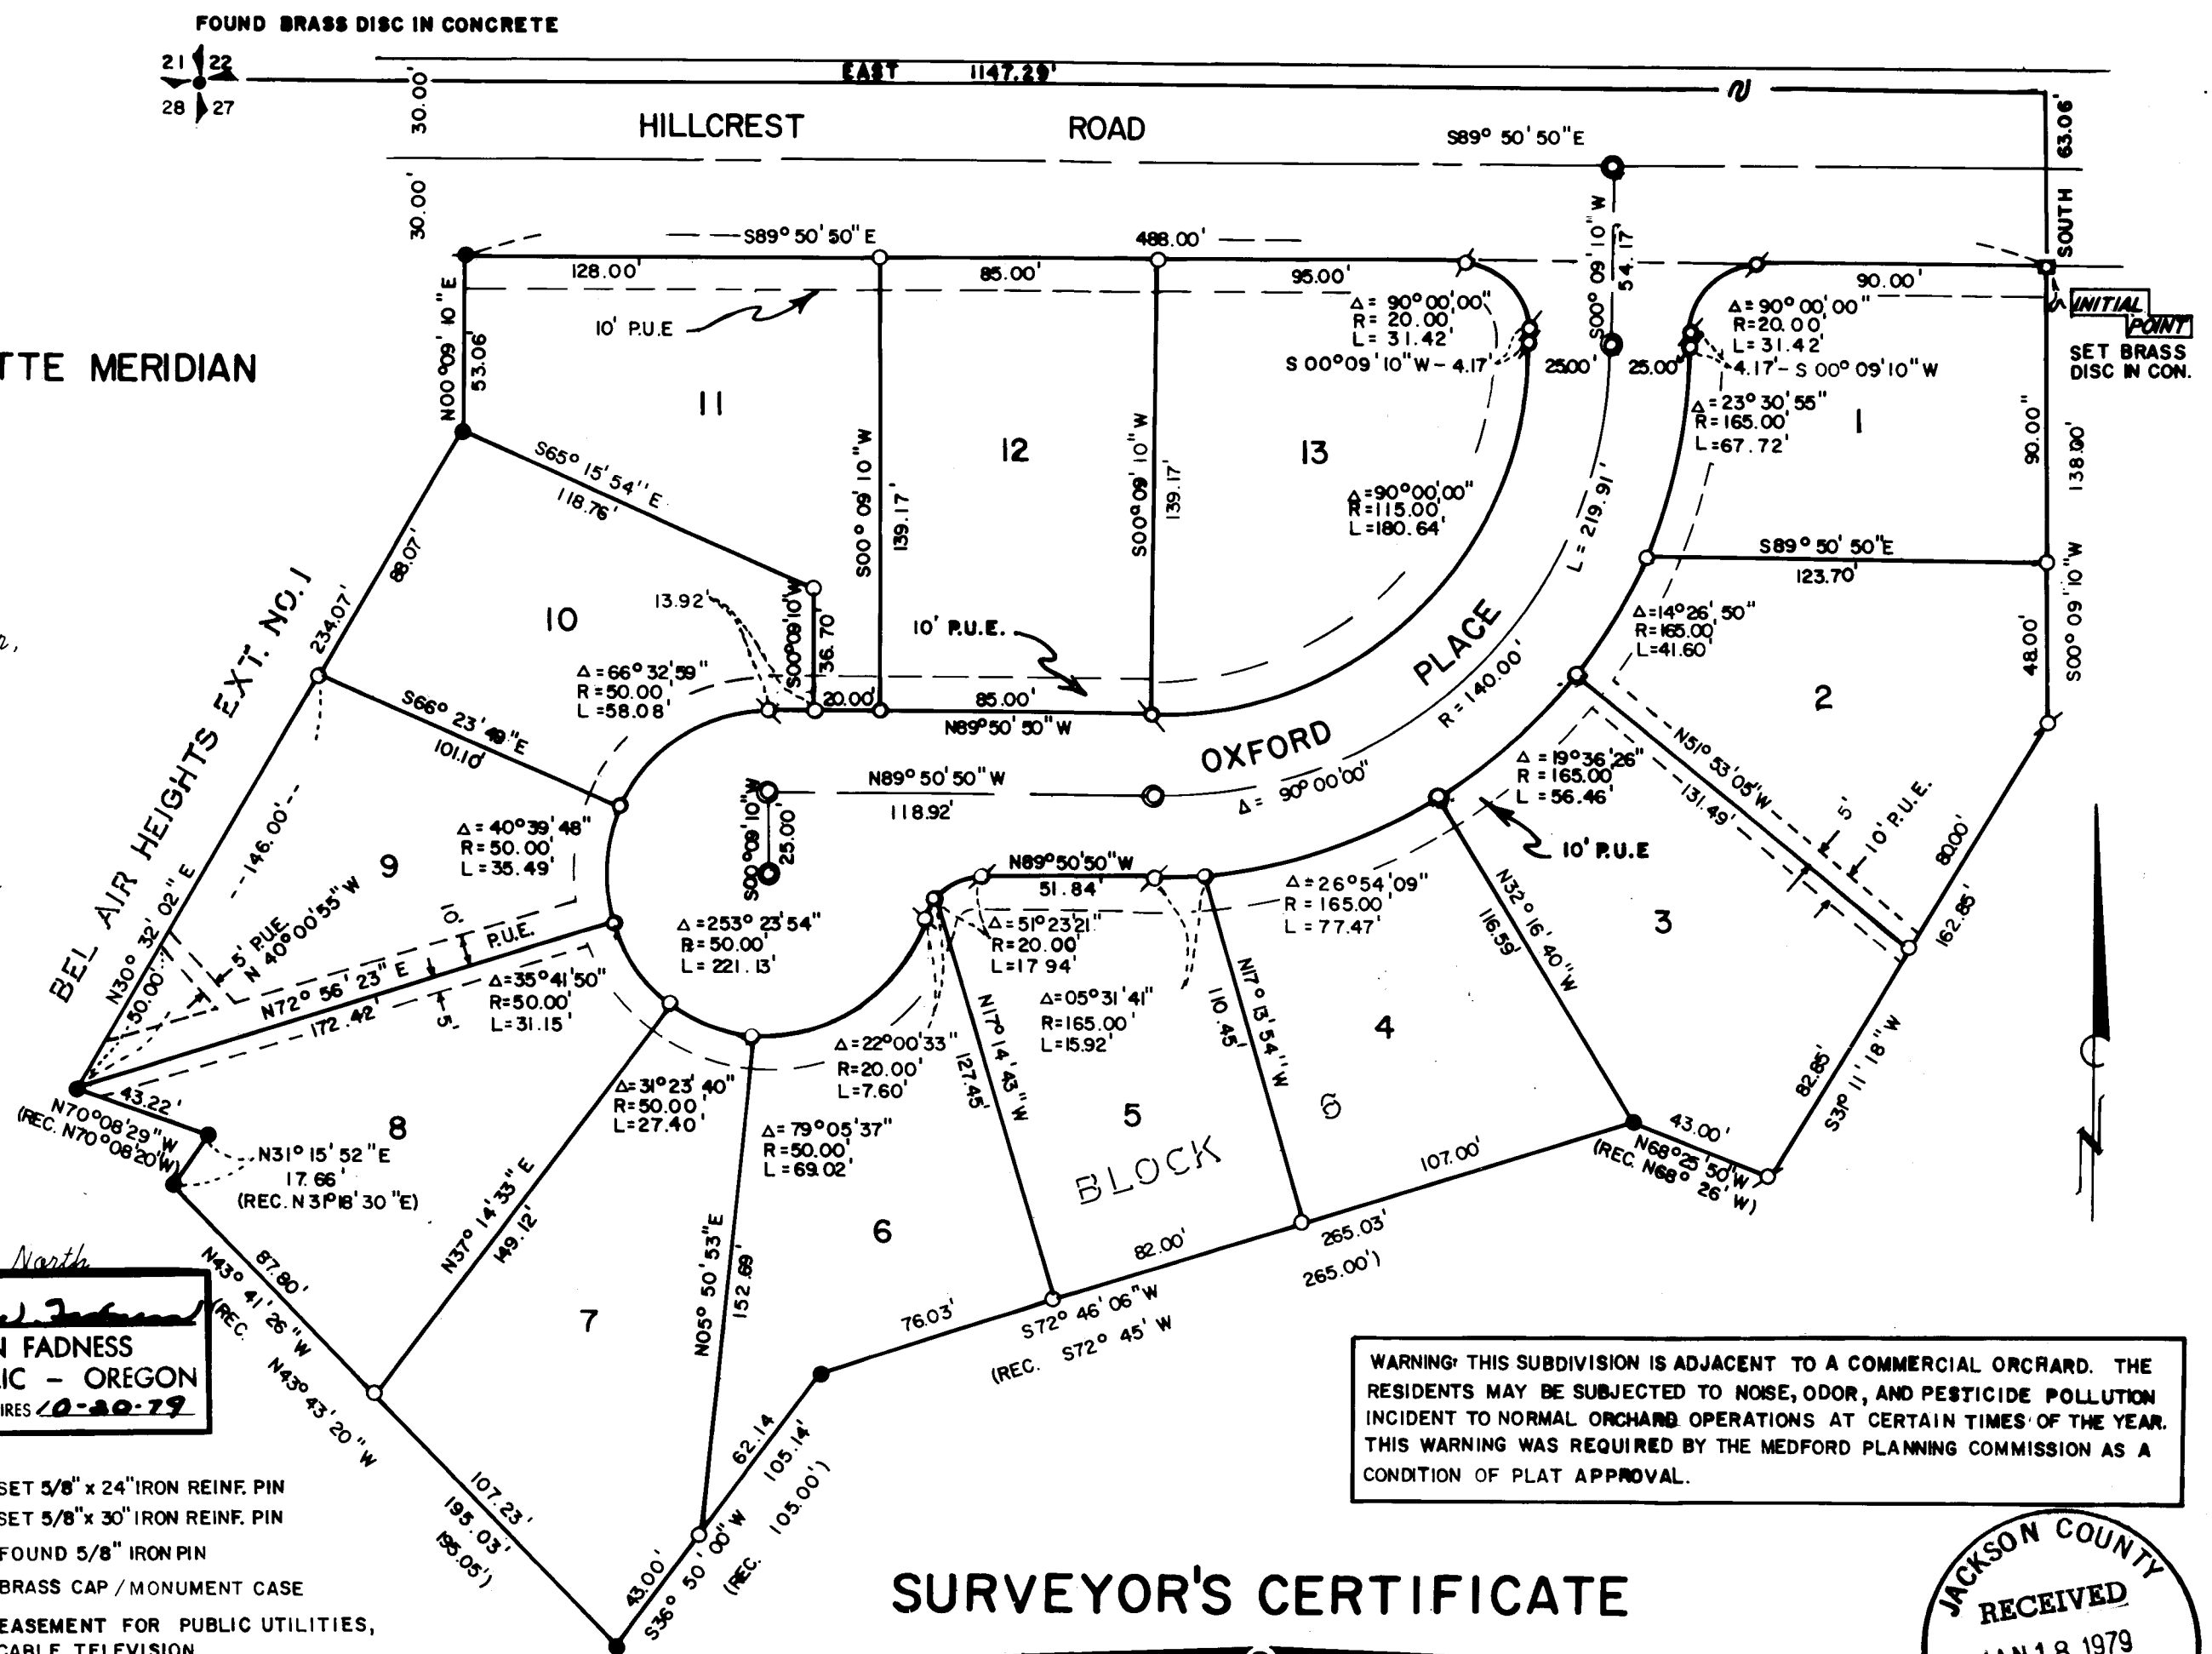 FOUND BRASS DISC IN CONCRETE
21 22
28 27
EAST 1147.29'
30.00'
HILLCREST ROAD
S89° 50' 50" E
SOUTH 63.06'
30.00'
S89° 50' 50" E 488.00'
128.00'
85.00'
95.00'
90.00'
S00° 09' 10" W
54.17'
INITIAL
POINT
SET BRASS
DISC IN CON.
TTE MERIDIAN
N00° 09' 10" E
53.06'
10' P.U.E
Δ= 90° 00' 00"
R= 20.00'
L= 31.42'
S 00° 09' 10" W - 4.17'
25.00' 25.00'
Δ= 90° 00' 00"
R=20.00'
L= 31.42'
4.17' - S 00° 09' 10" W
Δ= 23° 30' 55"
R=165.00'
L=67.72'
1
90.00"
138.00'
S00° 09' 10" W
48.00'
11
12
13
S00° 09' 10" W
139.17'
S00° 09' 10" W
139.17'
Δ=90° 00' 00"
R=115.00'
L=180.64'
L= 219.91'
S89° 50' 50" E
123.70'
S65° 15' 54" E
118.76'
88.07'
234.07'
BEL AIR HEIGHTS EXT. NO. 1
10
13.92'
S00° 09' 10" W
36.70'
10' P.U.E.
Δ= 66° 32' 59"
R= 50.00'
L=58.08'
20.00'
85.00'
N89° 50' 50" W
OXFORD PLACE
R= 140.00'
Δ= 90° 00' 00"
Δ=14° 26' 50"
R=165.00'
L=41.60'
2
S66° 23' 49" E
101.10'
N89° 50' 50" W
118.92'
S00° 09' 10" W
25.00'
Δ= 19° 36' 26"
R= 165.00'
L= 56.46'
10' P.U.E
N51° 53' 05" W
131.49'
5'
10' P.U.E.
80.00'
162.85'
146.00'
N30° 32' 02" E
9
Δ= 40° 39' 48"
R=50.00'
L=35.49'
N89° 50' 50" W
51.84'
Δ= 26° 54' 09"
R= 165.00'
L= 77.47'
N32° 16' 40" W
116.59'
3
5' P.U.E.
N 40° 00' 55" W
10' P.U.E.
50.00'
N72° 56' 23" E
172.42'
5'
Δ=35° 41' 50"
R=50.00'
L=31.15'
Δ= 253° 23' 54"
R= 50.00'
L= 221.13'
Δ=51° 23' 21"
R=20.00'
L=17.94'
Δ=05° 31' 41"
R=165.00'
L=15.92'
N17° 13' 54" W
110.45'
4
82.85'
S31° 11' 18" W
43.22'
N70° 08' 29" W
(REC. N70° 08' 20" W)
N31° 15' 52" E
17.66'
(REC. N31° 18' 30" E)
8
Δ=31° 23' 40"
R=50.00'
L=27.40'
Δ=22° 00' 33"
R=20.00'
L=7.60'
Δ= 79° 05' 37"
R= 50.00'
L= 69.02'
N17° 14' 43" W
127.45'
5
BLOCK 6
107.00'
43.00'
N68° 25' 50" W
(REC. N68° 26' W)
North
87.80'
N43° 41' 26" W
(REC. N43° 43' 20" W
N37° 14' 33" E
149.12'
7
N05° 50' 53" E
152.69'
6
76.03'
82.00'
265.03'
265.00')
S72° 46' 06" W
(REC. S72° 45' W
FADNESS
IC – OREGON
IRES 10-20-79
107.23'
195.03'
195.05')
62.14
105.14'
105.00')
43.00'
S36° 50' 00" W
(REC.
WARNING: THIS SUBDIVISION IS ADJACENT TO A COMMERCIAL ORCHARD. THE
RESIDENTS MAY BE SUBJECTED TO NOISE, ODOR, AND PESTICIDE POLLUTION
INCIDENT TO NORMAL ORCHARD OPERATIONS AT CERTAIN TIMES OF THE YEAR.
THIS WARNING WAS REQUIRED BY THE MEDFORD PLANNING COMMISSION AS A
CONDITION OF PLAT APPROVAL.
SET 5/8" x 24" IRON REINF. PIN
SET 5/8" x 30" IRON REINF. PIN
FOUND 5/8" IRON PIN
BRASS CAP / MONUMENT CASE
EASEMENT FOR PUBLIC UTILITIES,
CABLE TELEVISION
SURVEYOR'S CERTIFICATE
JACKSON COUNTY
RECEIVED
JAN 18 1979